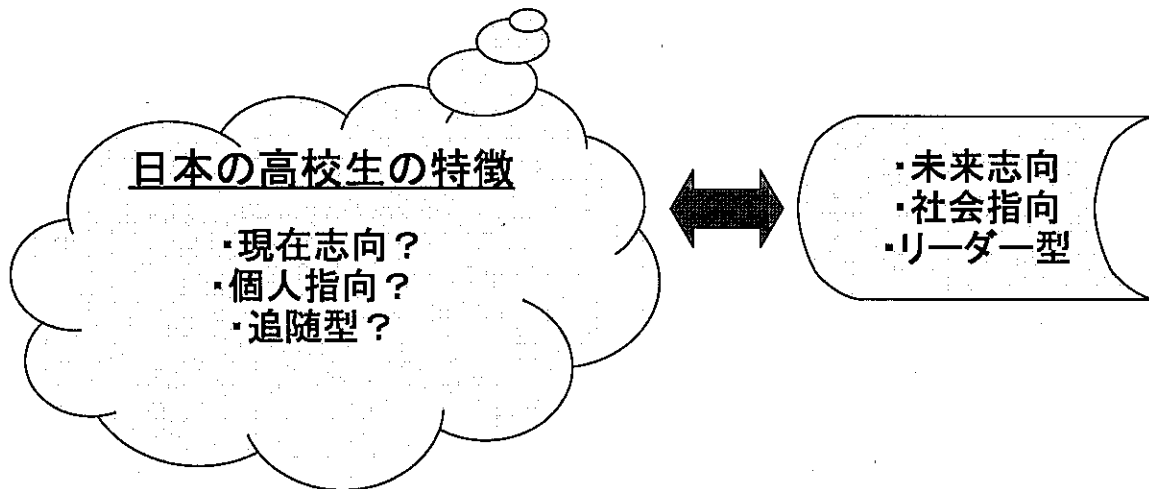 日本の高校生の特徴
・現在志向？
・個人指向？
・追随型？
・未来志向
・社会指向
・リーダー型